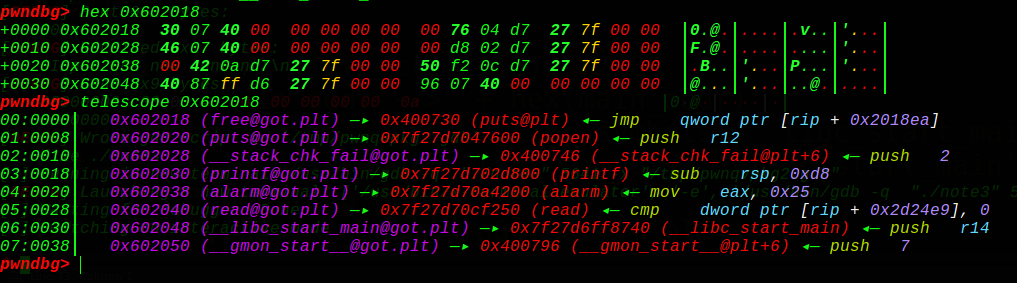 pwndbg> hex 0x602018
+0000 0x602018 30 07 40 00 00 00 00 00 00 76 04 d7 27 7f 00 00 |0.@.|....|.v..|'...|
+0010 0x602028 46 07 40 00 00 00 00 00 00 d8 02 d7 27 7f 00 00 |F.@.|....|....|'...|
+0020 0x602038 00 42 0a d7 27 7f 00 00 50 f2 0c d7 27 7f 00 00 |.B..|'...|P...|'...|
+0030 0x602048 40 87 ff d6 27 7f 00 00 96 07 40 00 00 00 00 00 |@...|'...|..@.|....|
pwndbg> telescope 0x602018
00:0000│ 0x602018 (free@got.plt) —▸ 0x400730 (puts@plt) ◂— jmp qword ptr [rip + 0x2018ea]
01:0008│ 0x602020 (puts@got.plt) —▸ 0x7f27d7047600 (popen) ◂— push r12
02:0010│ 0x602028 (__stack_chk_fail@got.plt) —▸ 0x400746 (__stack_chk_fail@plt+6) ◂— push 2
03:0018│ 0x602030 (printf@got.plt) —▸ 0x7f27d702d800 (printf) ◂— sub rsp, 0xd8
04:0020│ 0x602038 (alarm@got.plt) —▸ 0x7f27d70a4200 (alarm) ◂— mov eax, 0x25
05:0028│ 0x602040 (read@got.plt) —▸ 0x7f27d70cf250 (read) ◂— cmp dword ptr [rip + 0x2d24e9], 0
06:0030│ 0x602048 (__libc_start_main@got.plt) —▸ 0x7f27d6ff8740 (__libc_start_main) ◂— push r14
07:0038│ 0x602050 (__gmon_start__@got.plt) —▸ 0x400796 (__gmon_start__@plt+6) ◂— push 7
pwndbg>